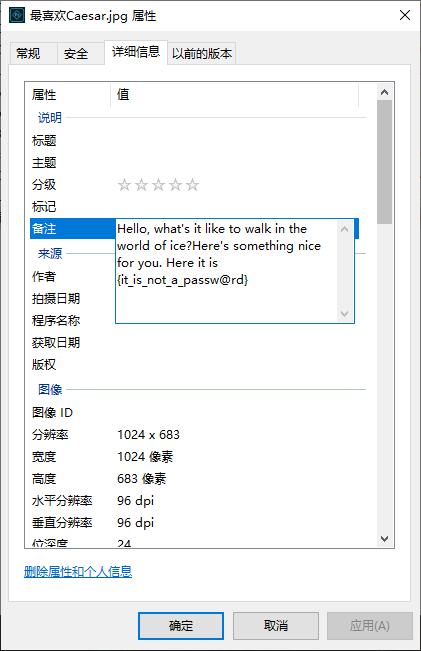 最喜欢Caesar.jpg 属性
常规 安全 详细信息 以前的版本
属性 值
说明
标题
主题
分级
标记
备注 Hello, what's it like to walk in the
world of ice?Here's something nice
for you. Here it is
{it_is_not_a_passw@rd}
来源
作者
拍摄日期
程序名称
获取日期
版权
图像
图像 ID
分辨率 1024 x 683
宽度 1024 像素
高度 683 像素
水平分辨率 96 dpi
垂直分辨率 96 dpi
位深度 24
删除属性和个人信息
确定 取消 应用(A)